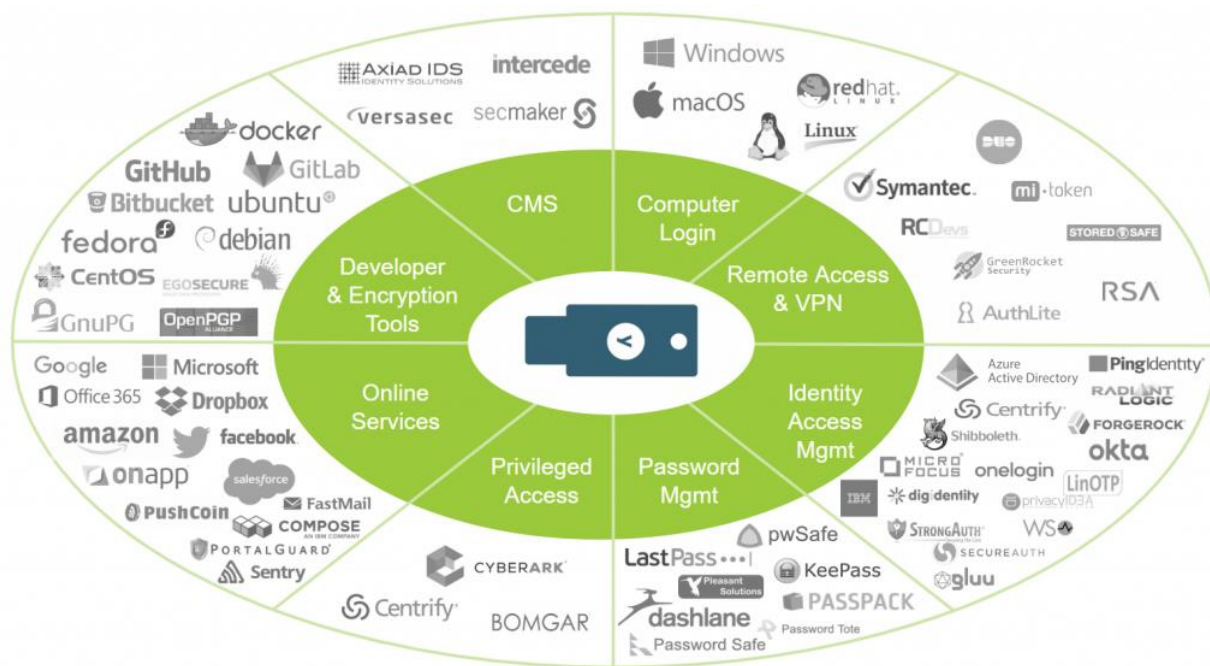 AXIAD IDS
IDENTITY SOLUTIONS
intercede
versasec
secmaker
CMS
Windows
macOS
redhat.
LINUX
Linux
Computer
Login
DUO
Symantec.
mi-token
RCDevs
STORED SAFE
GreenRocket
Security
RSA
AuthLite
Remote Access
& VPN
Azure
Active Directory
PingIdentity
RADIANT
LOGIC
Centrify
FORGEROCK
Shibboleth.
okta
MICRO
FOCUS
onelogin
LinOTP
IBM
digidentity
privacyID3A
STRONGAUTH
WSO
SECUREAUTH
gluu
Identity
Access
Mgmt
Password
Mgmt
pwSafe
LastPass
KeePass
Pleasant
Solutions
dashlane
PASSPACK
Password Tote
Password Safe
Privileged
Access
CYBERARK
Centrify
BOMGAR
Online
Services
Google
Microsoft
Office 365
Dropbox
amazon
facebook
onapp
salesforce
FastMail
PUSHCOIN
COMPOSE
AN IBM COMPANY
PORTALGUARD
Sentry
Developer
& Encryption
Tools
docker
GitHub
GitLab
Bitbucket
ubuntu
fedora
debian
CentOS
EGOSECURE
GnuPG
OpenPGP
ALLIANCE
Y